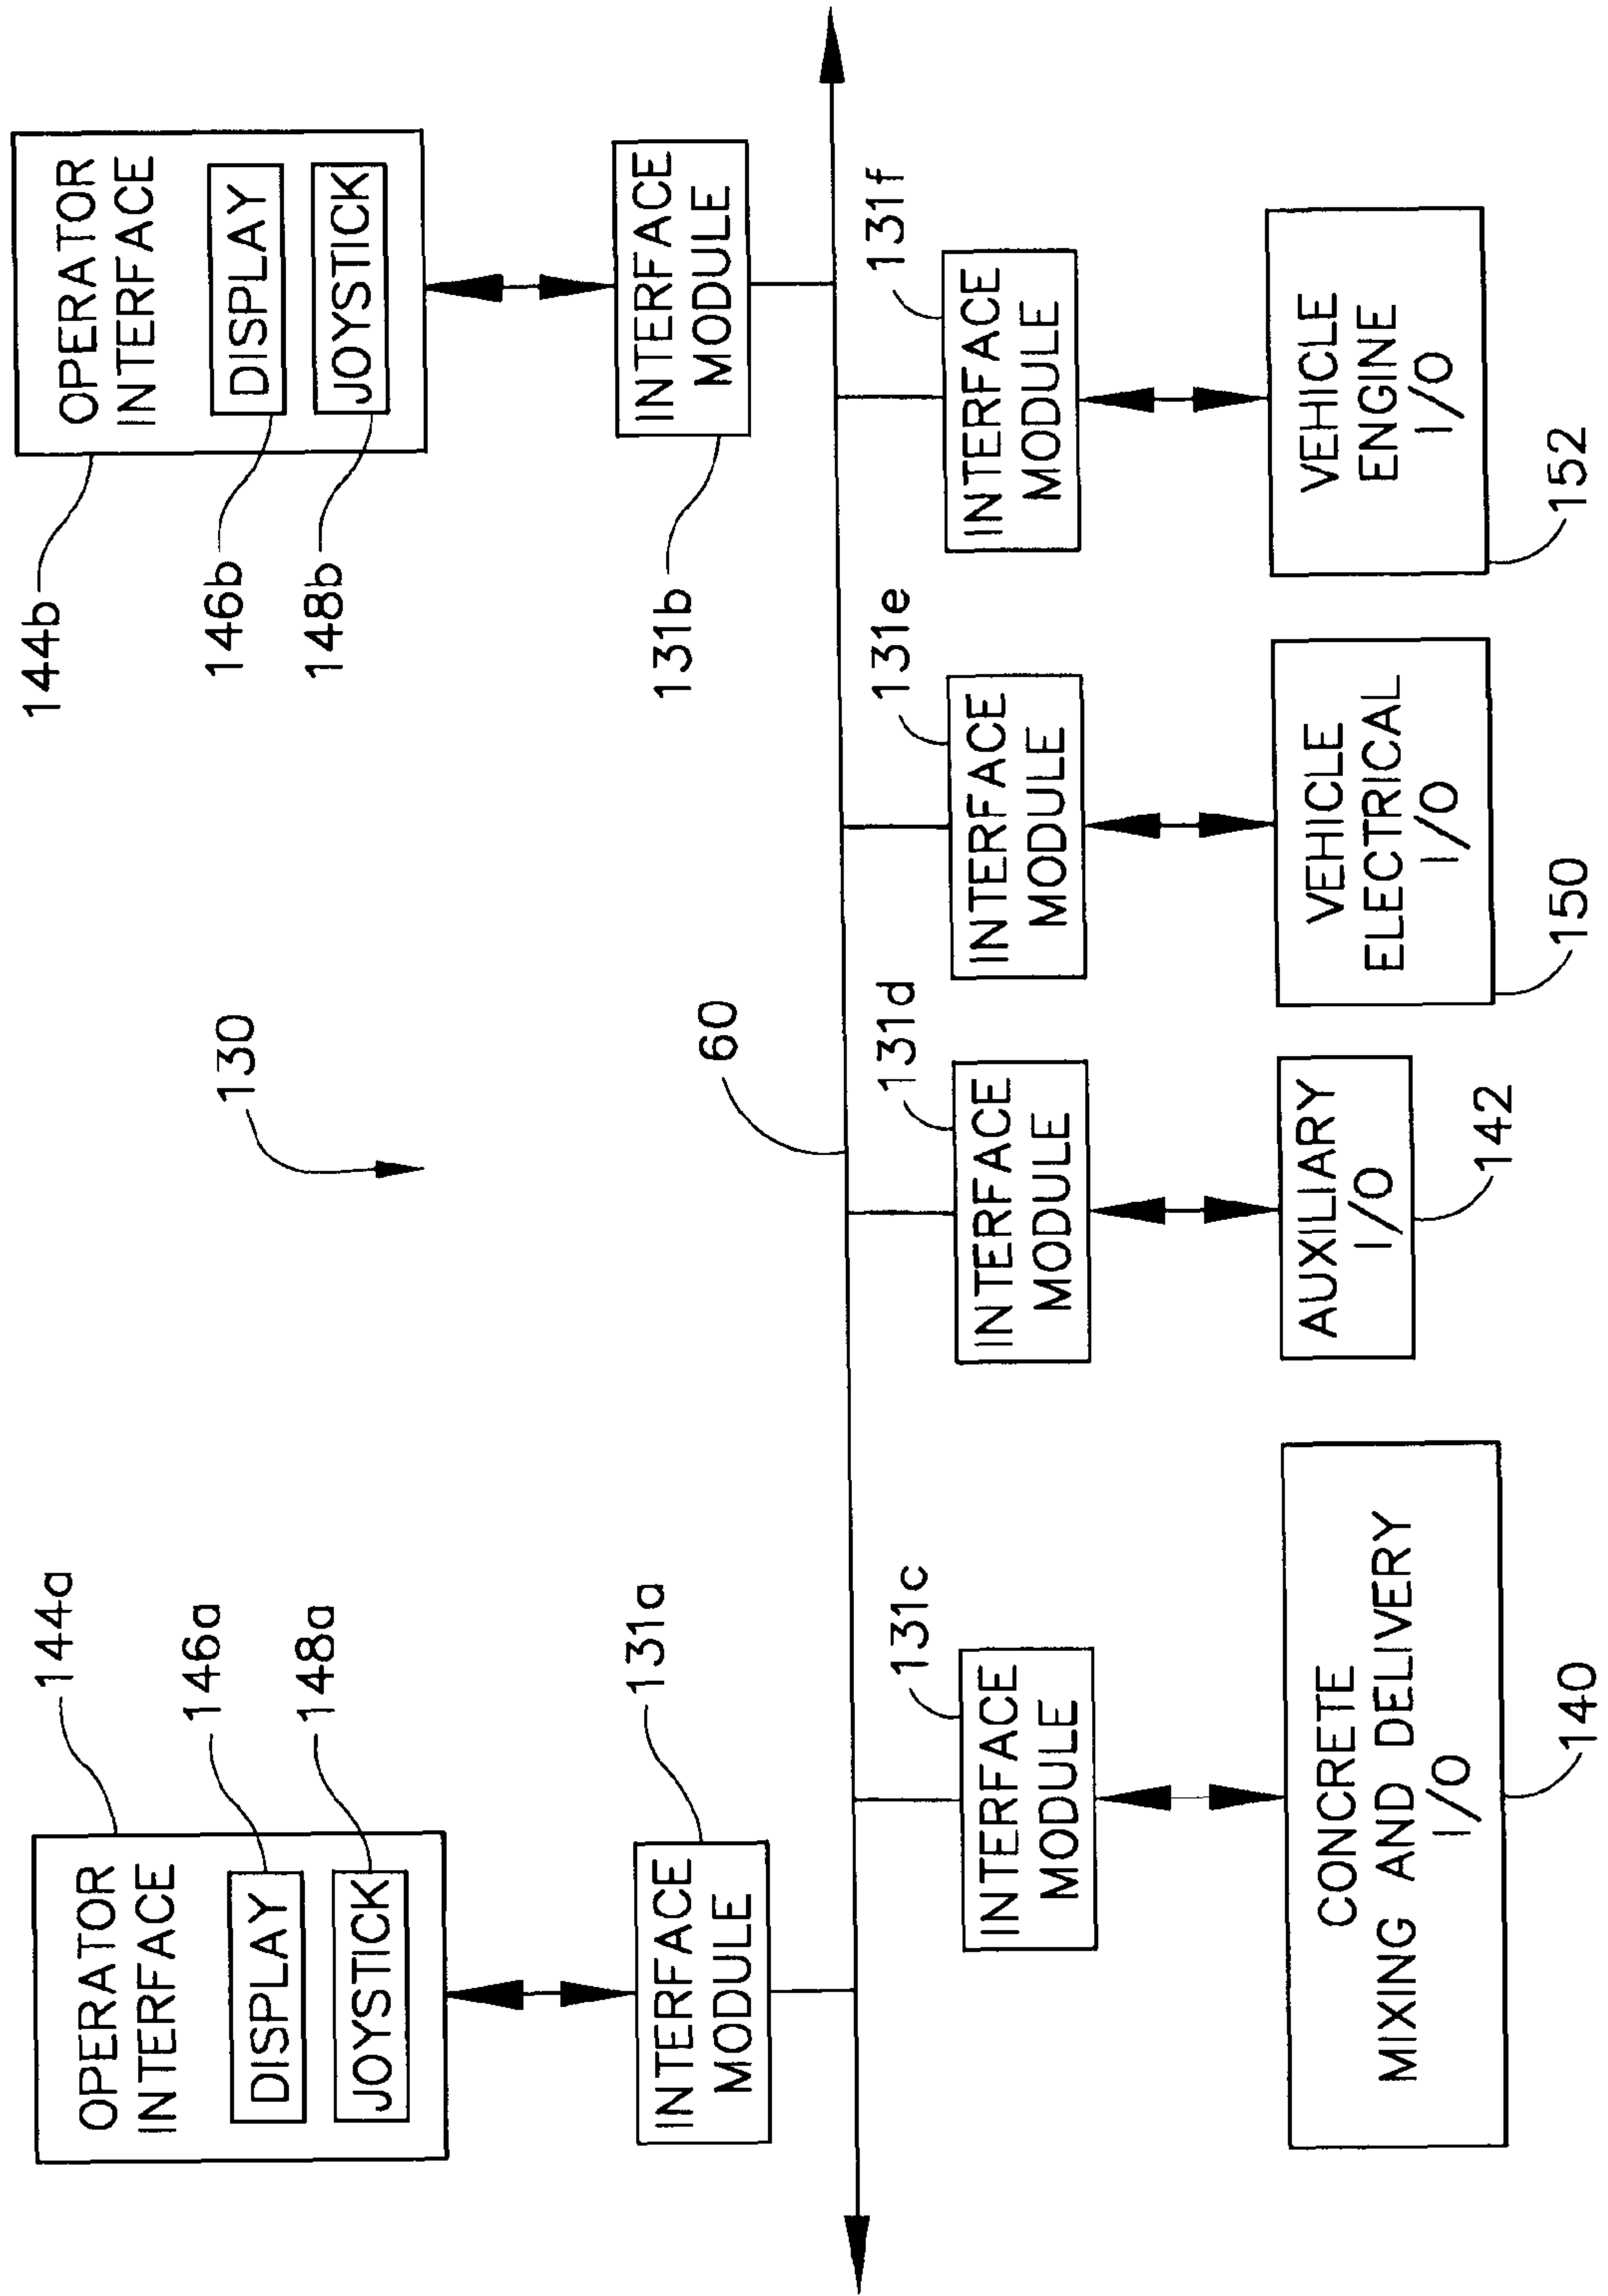 144a
OPERATOR
INTERFACE
146a
DISPLAY
148a
JOYSTICK
131a
INTERFACE
MODULE
130
144b
OPERATOR
INTERFACE
146b
DISPLAY
148b
JOYSTICK
131b
INTERFACE
MODULE
60
131c
INTERFACE
MODULE
CONCRETE
MIXING AND DELIVERY
I/O
140
131d
INTERFACE
MODULE
AUXILIARY
I/O
142
131e
INTERFACE
MODULE
VEHICLE
ELECTRICAL
I/O
150
131f
INTERFACE
MODULE
VEHICLE
ENGINE
I/O
152